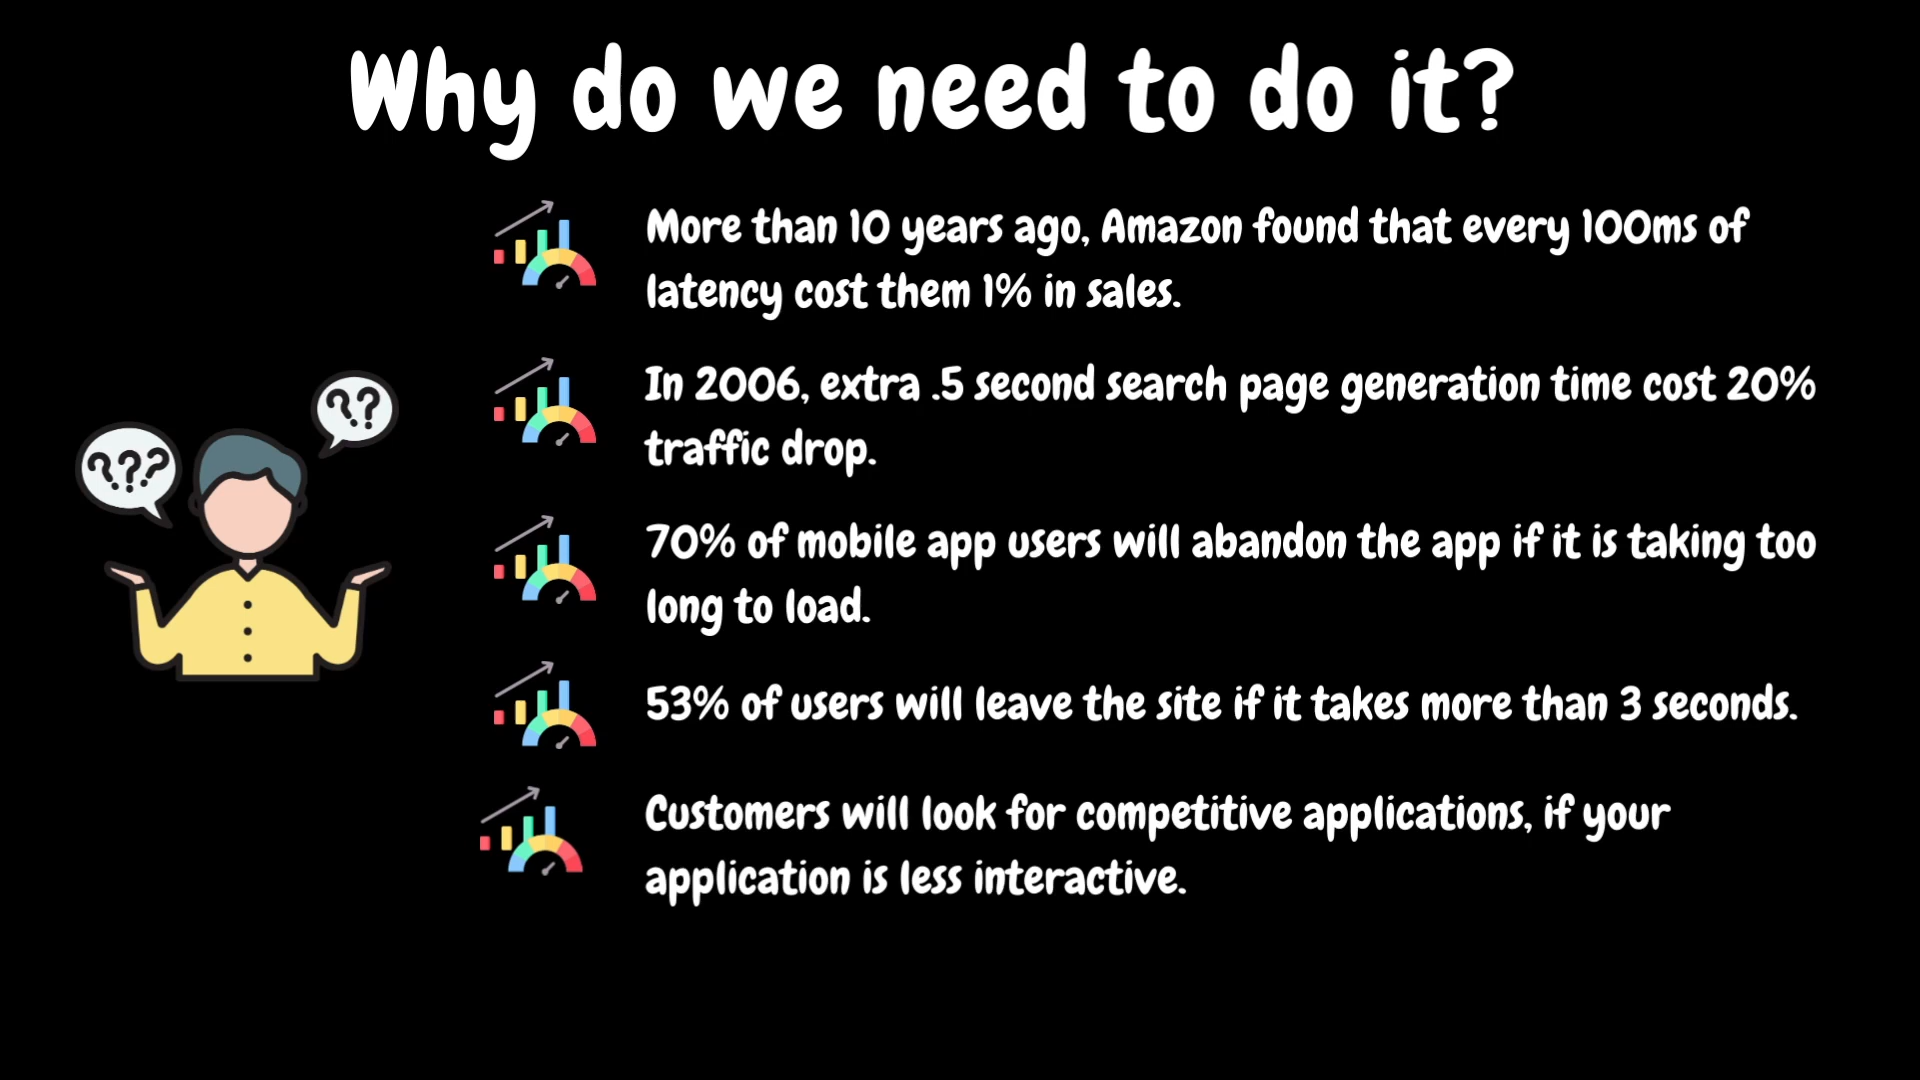 Why do we need to do it?
More than 10 years ago, Amazon found that every 100ms of
latency cost them 1% in sales.
In 2006, extra .5 second search page generation time cost 20%
traffic drop.
70% of mobile app users will abandon the app if it is taking too
long to load.
53% of users will leave the site if it takes more than 3 seconds.
Customers will look for competitive applications, if your
application is less interactive.
??
???